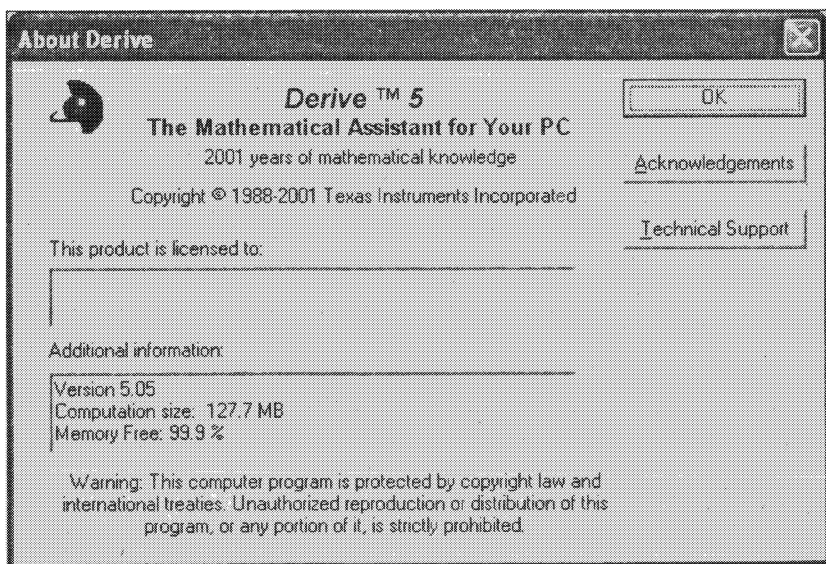 About Derive
Derive ™ 5
The Mathematical Assistant for Your PC
2001 years of mathematical knowledge
Copyright © 1988-2001 Texas Instruments Incorporated
OK
Acknowledgements
Technical Support
This product is licensed to:
Additional information:
Version 5.05
Computation size: 127.7 MB
Memory Free: 99.9 %
Warning: This computer program is protected by copyright law and
international treaties. Unauthorized reproduction or distribution of this
program, or any portion of it, is strictly prohibited.